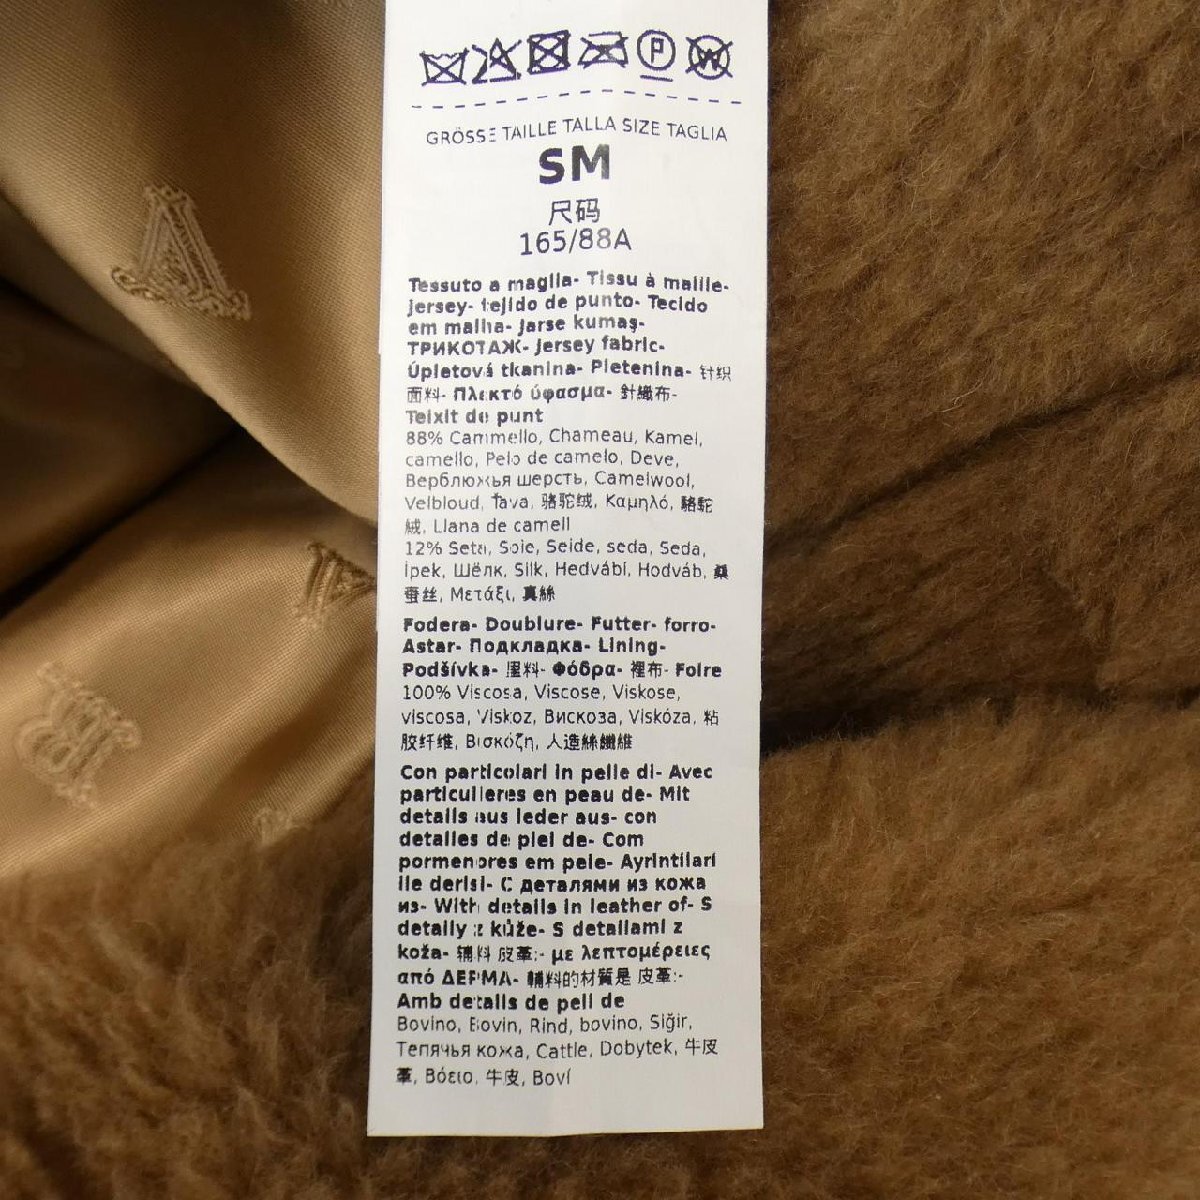 GRÖSSE TAILLE TALLA SIZE TAGLIA
SM
尺码
165/88A
Tessuto a maglia- Tissu à maille-
Jersey- tejido de punto- Tecido
em malha- Jarse kumaş-
ТРИКОТАЖ- Jersey fabric-
Úpletová tkanina- Pletenina- 针织
面料- Πλεκτό ύφασμα- 針織布-
Teixit de punt
88% Cammello, Chameau, Kamel,
camello, Pelo de camelo, Deve,
Верблюжья шерсть, Camelwool,
Velbloud, Ťava, 骆驼绒, Καμηλό, 駱駝
絨, Llana de camell
12% Seta, Soie, Seide, seda, Seda,
İpek, Шёлк, Silk, Hedvábí, Hodváb, 桑
蚕丝, Μετάξι, 真絲
Fodera- Doublure- Futter- forro-
Astar- Подкладка- Lining-
Podšívka- 里料- Φόδρα- 裡布- Folre
100% Viscosa, Viscose, Viskose,
viscosa, Viskoz, Вискоза, Viskóza, 粘
胶纤维, Βισκόζη, 人造絲纖維
Con particolari in pelle di- Avec
particulieres en peau de- Mit
details aus leder aus- con
detalles de piel de- Com
pormenores em pele- Ayrintilari
ile derisi- С деталями из кожа
из- With details in leather of- S
detaily z kůže- S detailami z
koža- 辅料 皮革:- με λεπτομέρειες
από ΔΕΡΜΑ- 輔料的材質是 皮革:-
Amb detalls de pell de
Bovino, Bovin, Rind, bovino, Siğir,
Телячья кожа, Cattle, Dobytek, 牛皮
革, Βόειο, 牛皮, Boví